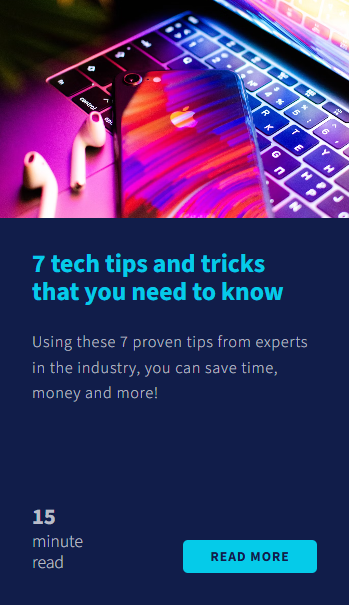 7 tech tips and tricks
that you need to know
Using these 7 proven tips from experts
in the industry, you can save time,
money and more!
15
minute
read
READ MORE